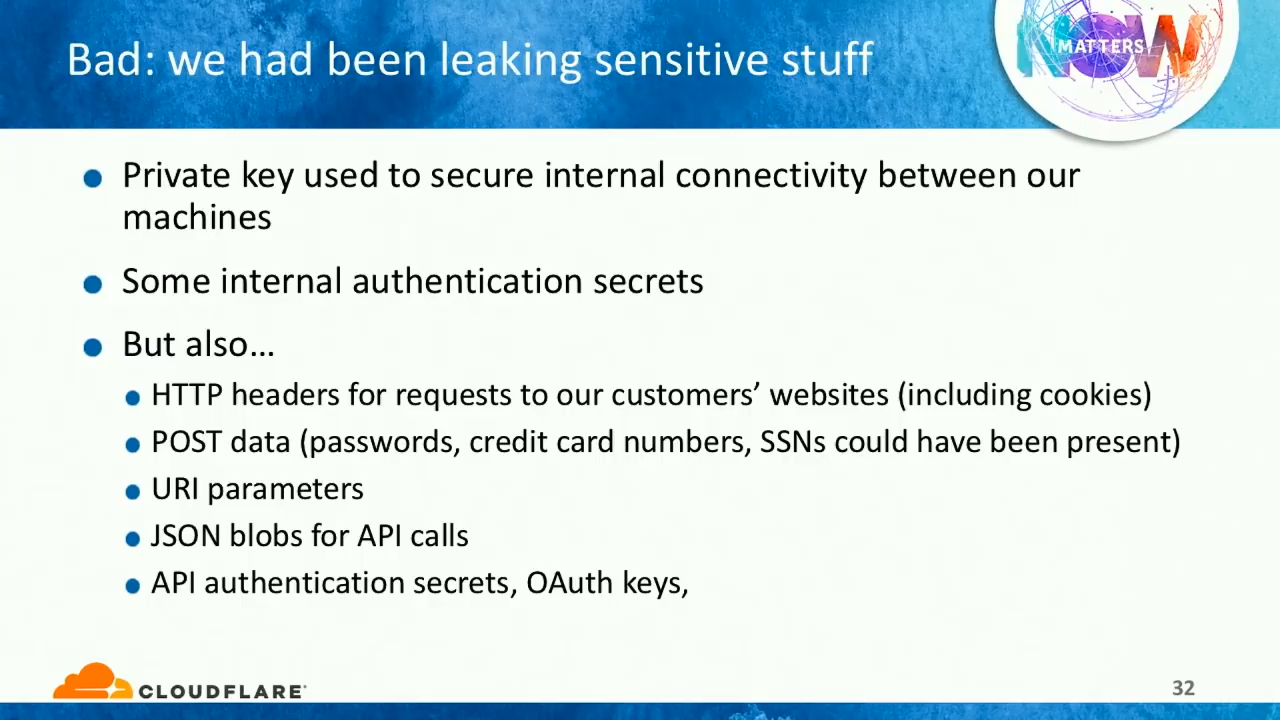 Bad: we had been leaking sensitive stuff
NOW
MATTERS
Private key used to secure internal connectivity between our
machines
Some internal authentication secrets
But also…
HTTP headers for requests to our customers’ websites (including cookies)
POST data (passwords, credit card numbers, SSNs could have been present)
URI parameters
JSON blobs for API calls
API authentication secrets, OAuth keys,
CLOUDFLARE
32